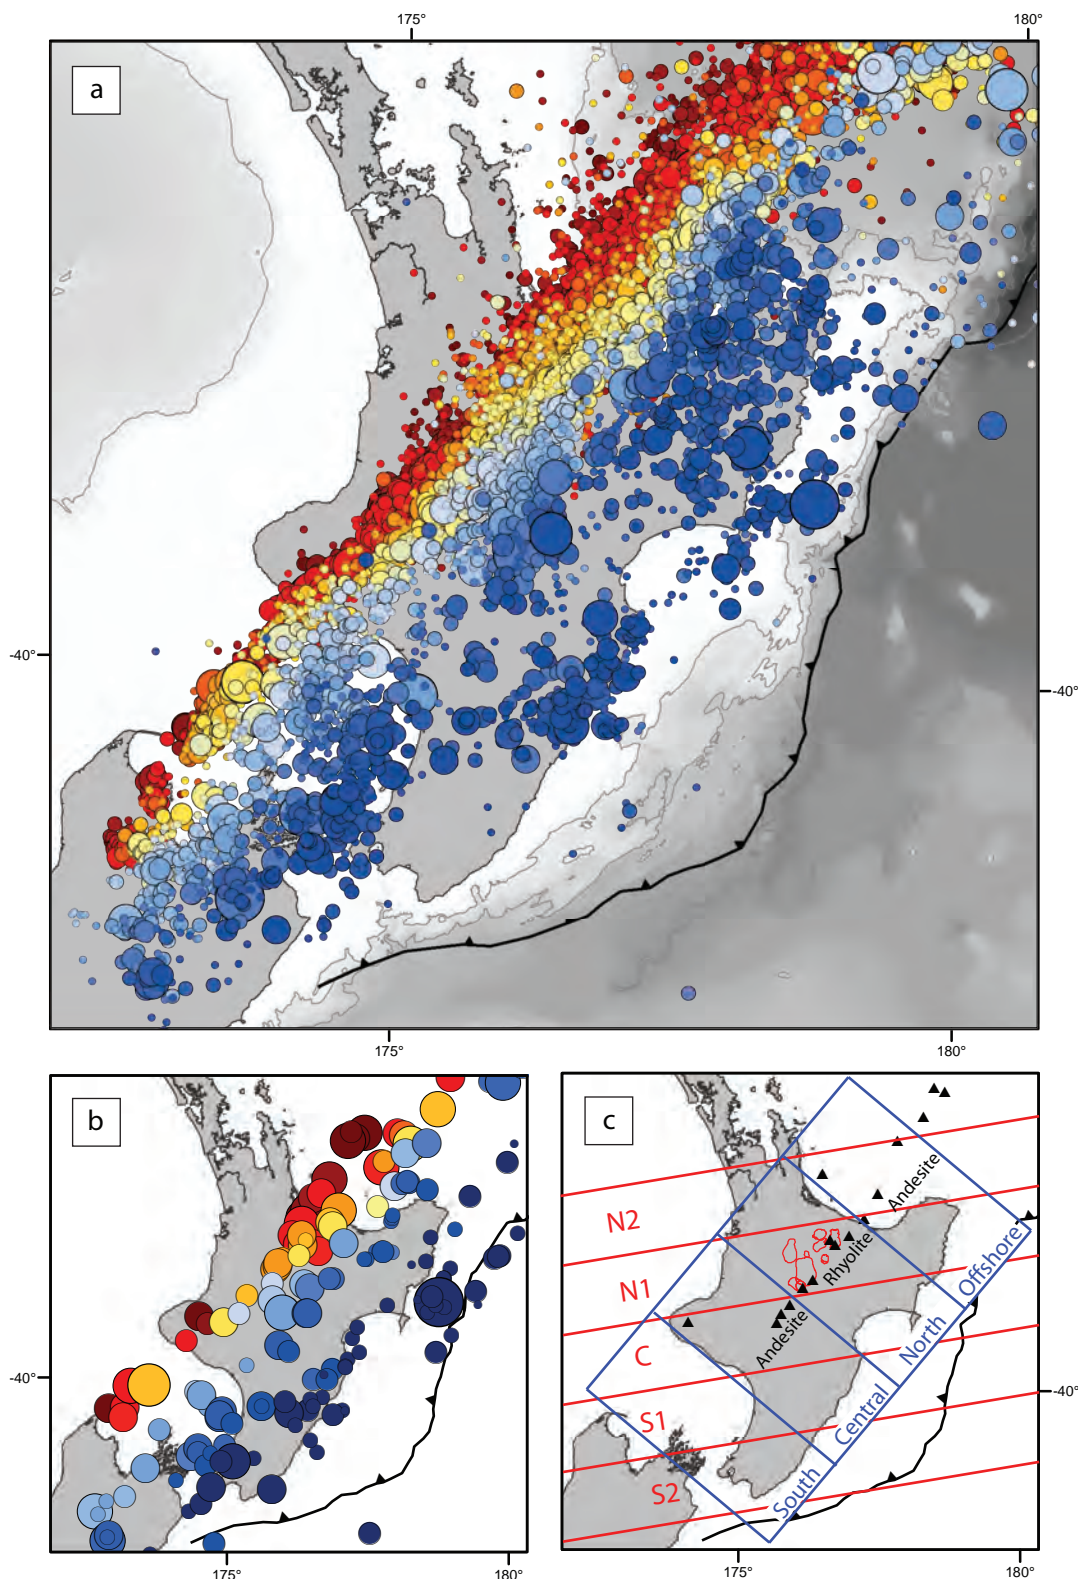 175°
180°
a
-40°
-40°
175°
180°
b
c
N2
Andesite
Rhyolite
Offshore
N1
Andesite
North
C
-40°
-40°
S1
Central
S2
South
175°
180°
175°
180°